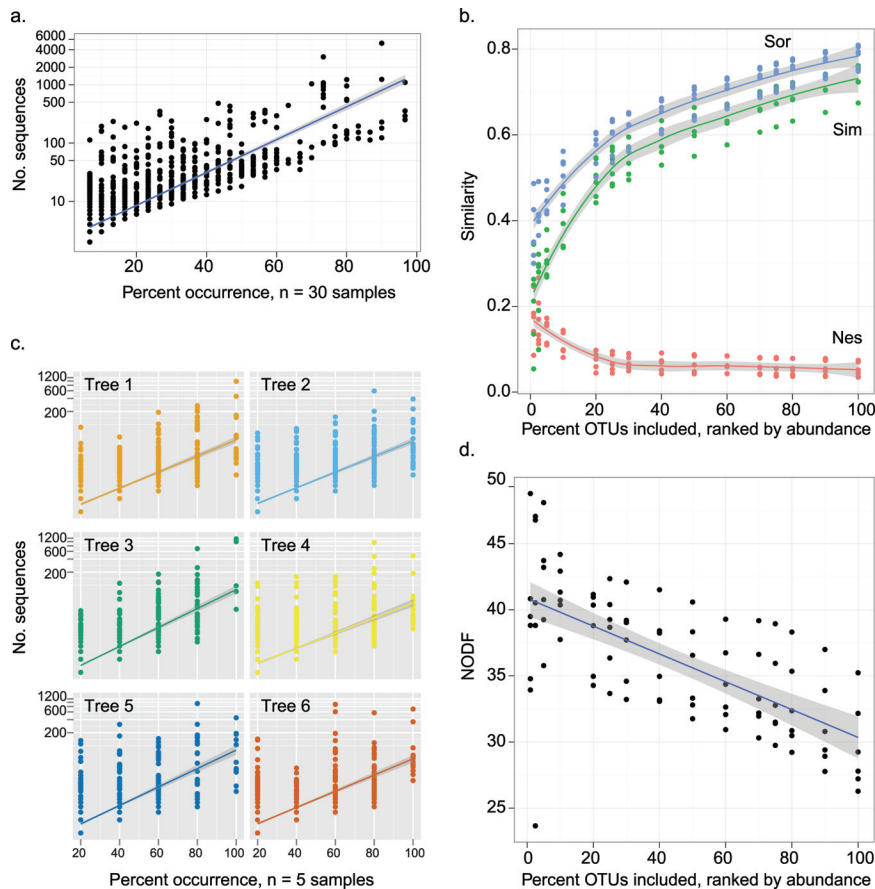 a.
6000
4000
2000
1000
500
100
50
10
No. sequences
20 40 60 80 100
Percent occurrence, n = 30 samples
b.
0.8
0.6
0.4
0.2
0.0
Similarity
Sor
Sim
Nes
0 20 40 60 80 100
Percent OTUs included, ranked by abundance
c.
1200
600
200
Tree 1
Tree 2
1200
600
200
Tree 3
Tree 4
1200
600
200
Tree 5
Tree 6
No. sequences
20 40 60 80 100 20 40 60 80 100
Percent occurrence, n = 5 samples
d.
50
45
40
35
30
25
NODF
0 20 40 60 80 100
Percent OTUs included, ranked by abundance